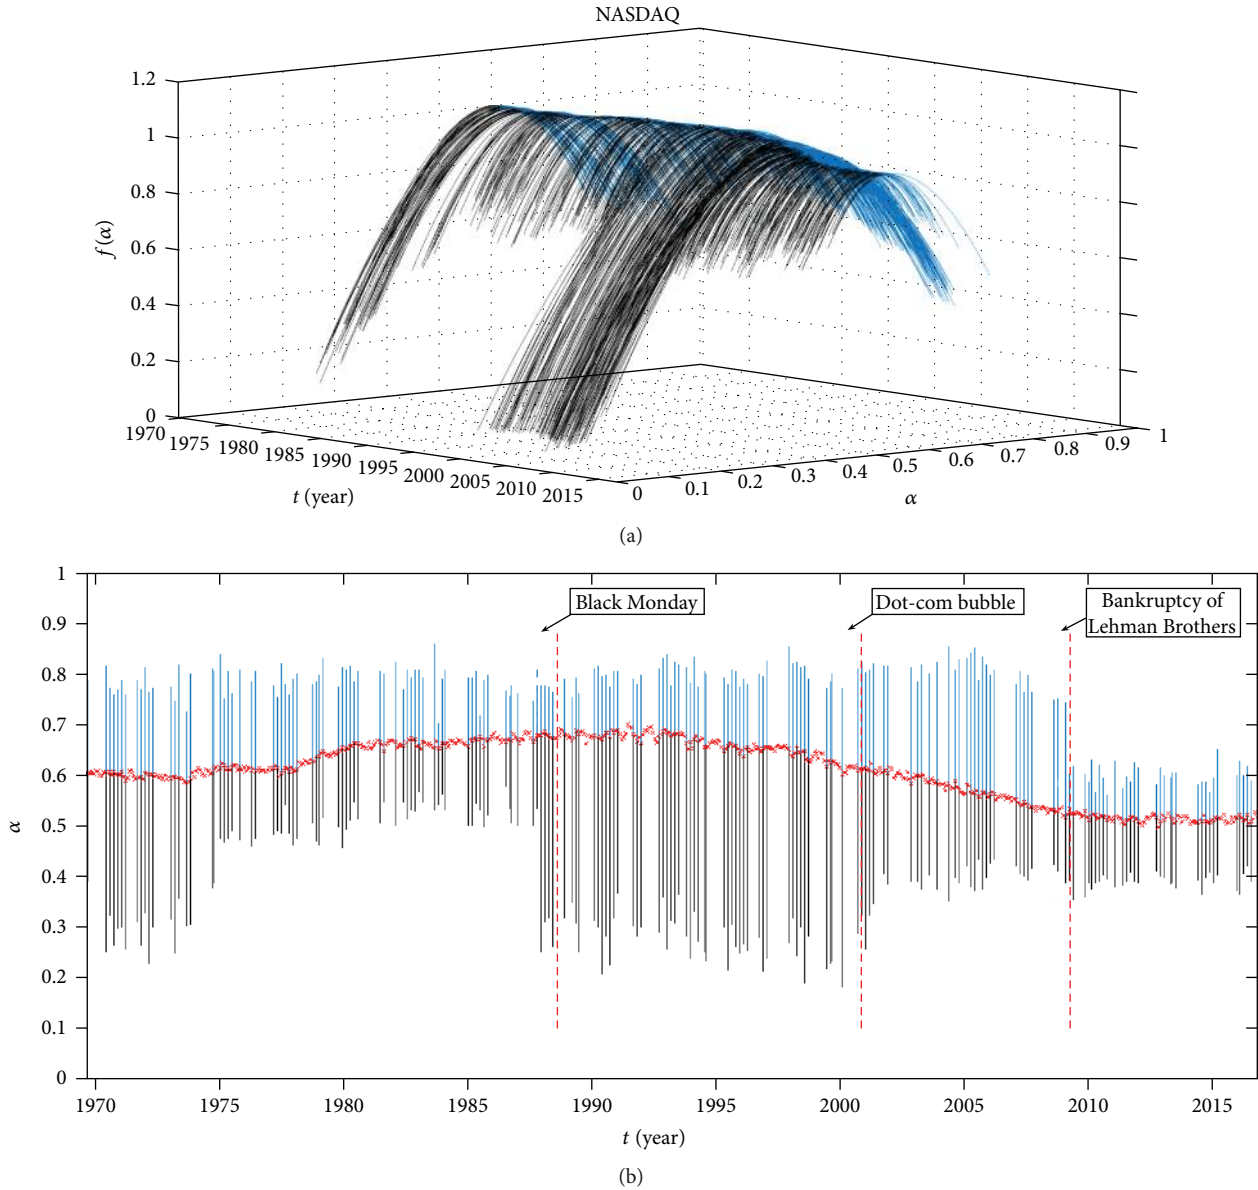 NASDAQ
1.2
1
0.8
0.6
0.4
0.2
0
f(α)
1970 1975 1980 1985 1990 1995 2000 2005 2010 2015
t (year)
0 0.1 0.2 0.3 0.4 0.5 0.6 0.7 0.8 0.9 1
α
(a)
1
0.9
0.8
0.7
0.6
0.5
0.4
0.3
0.2
0.1
0
α
Black Monday
Dot-com bubble
Bankruptcy of
Lehman Brothers
1970 1975 1980 1985 1990 1995 2000 2005 2010 2015
t (year)
(b)